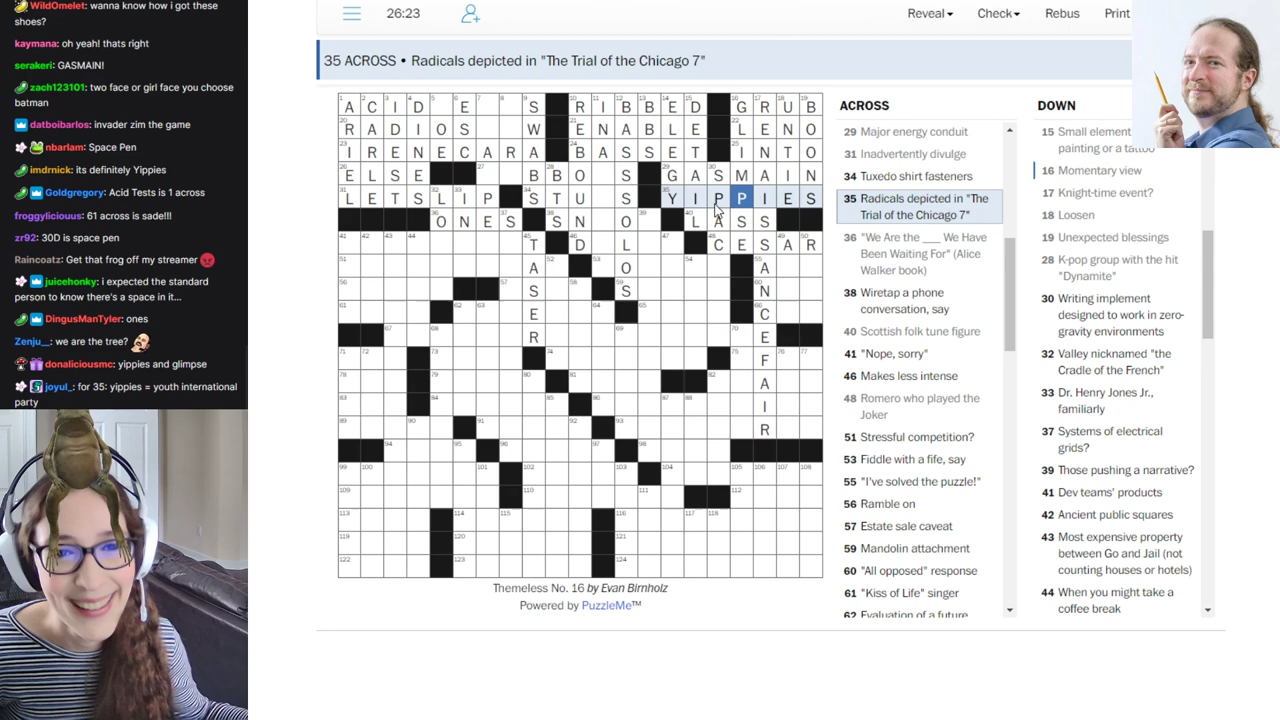 WildOmelet: wanna know how i got these
shoes?
kaymana: oh yeah! thats right
serakeri: GASMAIN!
zach123101: two face or girl face you choose
batman
datboibarlos: invader zim the game
nbarlam: Space Pen
imdrnick: its definitely Yippies
Goldgregory: Acid Tests is 1 across
froggyliciouus: 61 across is sade!!!
zr92: 30D is space pen
Raincoatz: Get that frog off my streamer
juicehonky: i expected the standard
person to know there's a space in it...
DingusManTyler: ones
Zenju__: we are the tree?
donaliciousmc: yippies and glimpse
joyul_: for 35: yippies = youth international
party
26:23
Reveal
Check
Rebus
Print
35 ACROSS • Radicals depicted in "The Trial of the Chicago 7"
A C I D E S R I B B E D G R U B
R A D I O S W E N A B L E L E N O
I R E N E C A R A B A S S E T I N T O
E L S E B B O S G A S M A I N
L E T S L I P S T U S Y I P P I E S
O N E S T S N O L A S S
T D L C E S A R
A O A
S S N
E C
R E
F
A
I
R
Themeless No. 16 by Evan Birnholz
Powered by PuzzleMe™
ACROSS
29 Major energy conduit
31 Inadvertently divulge
34 Tuxedo shirt fasteners
35 Radicals depicted in "The
Trial of the Chicago 7"
36 "We Are the ___ We Have
Been Waiting For" (Alice
Walker book)
38 Wiretap a phone
conversation, say
40 Scottish folk tune figure
41 "Nope, sorry"
46 Makes less intense
48 Romero who played the
Joker
51 Stressful competition?
53 Fiddle with a fife, say
55 "I've solved the puzzle!"
56 Ramble on
57 Estate sale caveat
59 Mandolin attachment
60 "All opposed" response
61 "Kiss of Life" singer
62 Evaluation of a future
DOWN
15 Small element
painting or a tattoo
16 Momentary view
17 Knight-time event?
18 Loosen
19 Unexpected blessings
28 K-pop group with the hit
"Dynamite"
30 Writing implement
designed to work in zero-
gravity environments
32 Valley nicknamed "the
Cradle of the French"
33 Dr. Henry Jones Jr.,
familiarly
37 Systems of electrical
grids?
39 Those pushing a narrative?
41 Dev teams' products
42 Ancient public squares
43 Most expensive property
between Go and Jail (not
counting houses or hotels)
44 When you might take a
coffee break